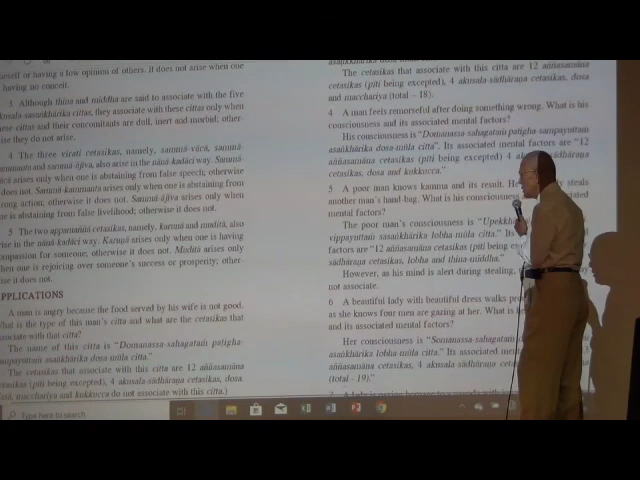 neself or having a low opinion of others. It does not arise when one
having no conceit.
3 Although thina and middha are said to associate with the five
kusala-sasaṅkhārika cittas, they associate with these cittas only when
hese cittas and their concomitants are dull, inert and morbid; other-
ise they do not arise.
4 The three virati cetasikas, namely, sammā-vācā, sammā-
kammanta and sammā-ājīva, also arise in the nānā-kadāci way. Sammā-
vācā arises only when one is abstaining from false speech; otherwise
does not. Sammā-kammanta arises only when one is abstaining from
rong action; otherwise it does not. Sammā-ājīva arises only when
one is abstaining from false livelihood; otherwise it does not.
5 The two appamaññā cetasikas, namely, karuṇā and muditā, also
rise in the nānā-kadāci way. Karuṇā arises only when one is having
ompassion for someone; otherwise it does not. Muditā arises only
when one is rejoicing over someone's success or prosperity; other-
ise it does not.
PPLICATIONS
A man is angry because the food served by his wife is not good.
What is the type of this man's citta and what are the cetasikas that
ssociate with that citta?
The name of this citta is "Domanassa-sahagataṁ paṭigha-
ampayuttaṁ asaṅkhārika dosa mūla citta."
The cetasikas that associate with this citta are 12 aññasamāna
cetasikas (pīti being excepted), 4 akusala-sādhāraṇa cetasikas, dosa.
macchariya and kukkucca do not associate with this citta.)
Type here to search
The cetasikas that associate with this citta are 12 aññasamāna
cetasikas (pīti being excepted), 4 akusala-sādhāraṇa cetasikas, dosa
and macchariya (total – 18).
4 A man feels remorseful after doing something wrong. What is his
consciousness and its associated mental factors?
His consciousness is "Domanassa-sahagataṁ paṭigha-sampayuttaṁ
asaṅkhārika dosa-mūla citta". Its associated mental factors are "12
aññasamāna cetasikas (pīti being excepted) 4
cetasikas, dosa and kukkucca."
5 A poor man knows kamma and its result. steals
another man's hand-bag. What is his consciousness
mental factors?
The poor man's consciousness is
vippayuttaṁ sasaṅkhārika lobha mūla citta."
factors are "12 aññasamāna cetasikas (pīti
sādhāraṇa cetasikas, lobha and thina-middha."
However, as his mind is alert during stealing,
not associate.
6 A beautiful lady with beautiful dress walks
as she knows four men are gazing at her. What is
and its associated mental factors?
Her consciousness is "Somanassa-sahagataṁ
asaṅkhārika lobha mūla citta." Its associated
aññasamāna cetasikas, 4 akusala-sādhāraṇa
(total – 19)."